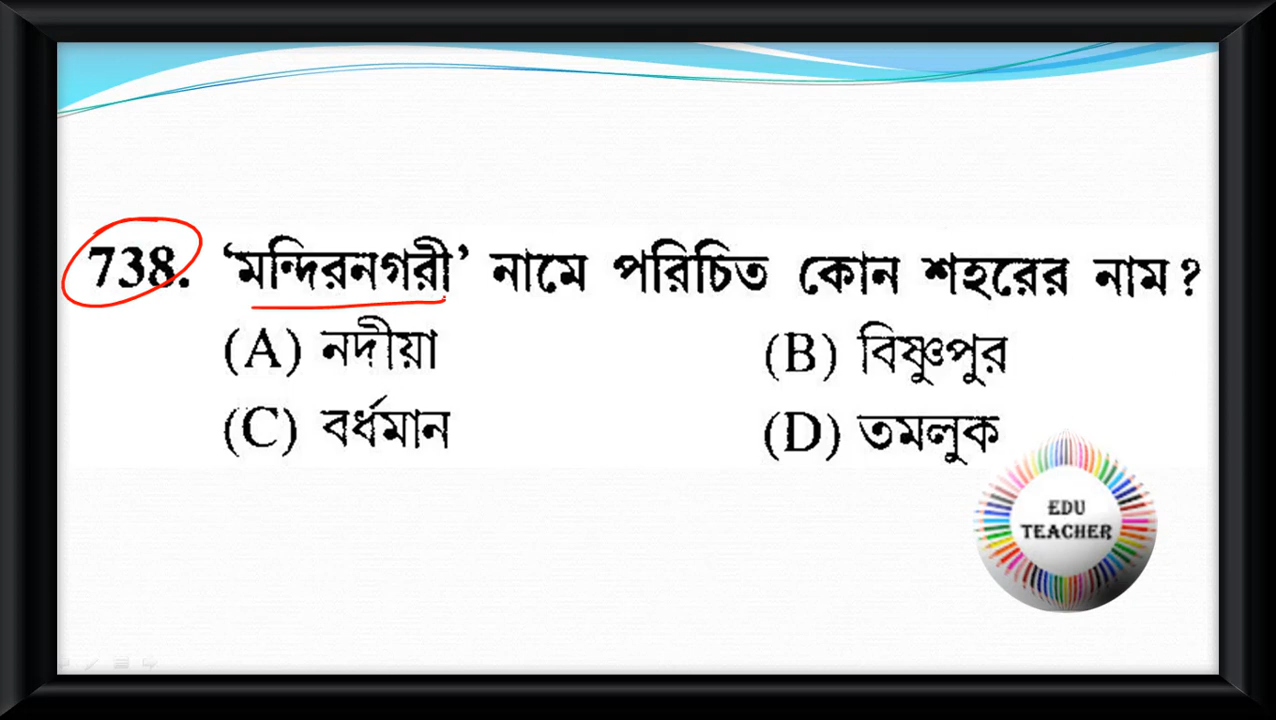 738. ‘মন্দিরনগরী’ নামে পরিচিত কোন শহরের নাম?
(A) নদীয়া (B) বিষ্ণুপুর
(C) বর্ধমান (D) তমলুক
EDU
TEACHER